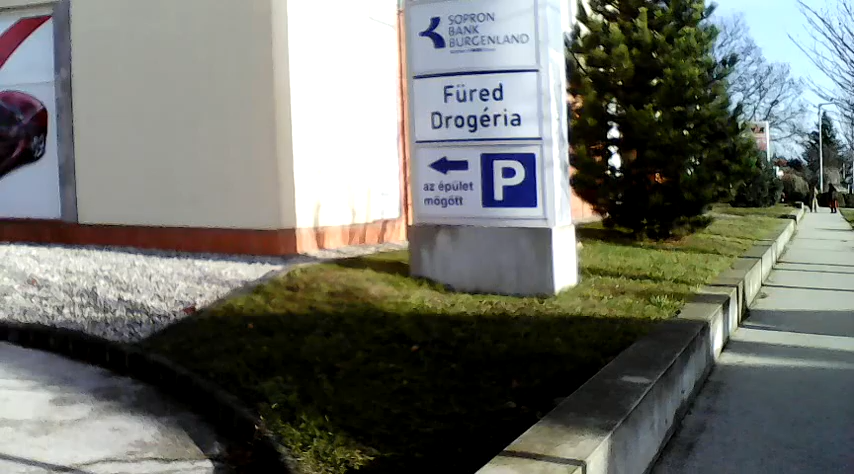 SOPRON
BANK
BURGENLAND
Füred
Drogéria
az épület
mögött
P